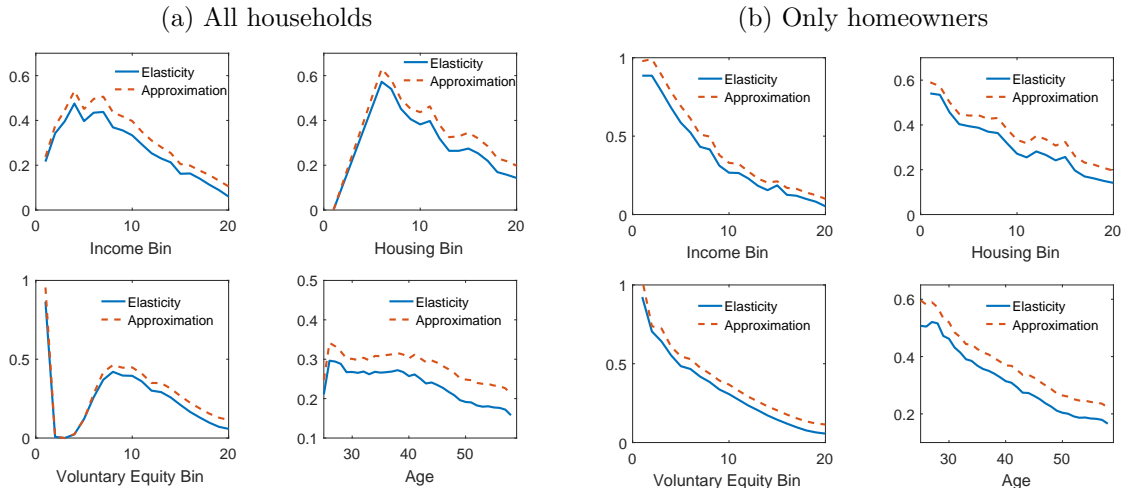 (a) All households
(b) Only homeowners
Elasticity
Approximation
0.6
0.4
0.2
0
0
10
20
Income Bin
Elasticity
Approximation
0.6
0.4
0.2
0
0
10
20
Housing Bin
Elasticity
Approximation
1
0.5
0
0
10
20
Income Bin
Elasticity
Approximation
0.6
0.4
0.2
0
0
10
20
Housing Bin
Elasticity
Approximation
1
0.5
0
0
10
20
Voluntary Equity Bin
Elasticity
Approximation
0.5
0.4
0.3
0.2
0.1
30
40
50
Age
Elasticity
Approximation
1
0.5
0
0
10
20
Voluntary Equity Bin
Elasticity
Approximation
0.6
0.4
0.2
30
40
50
Age